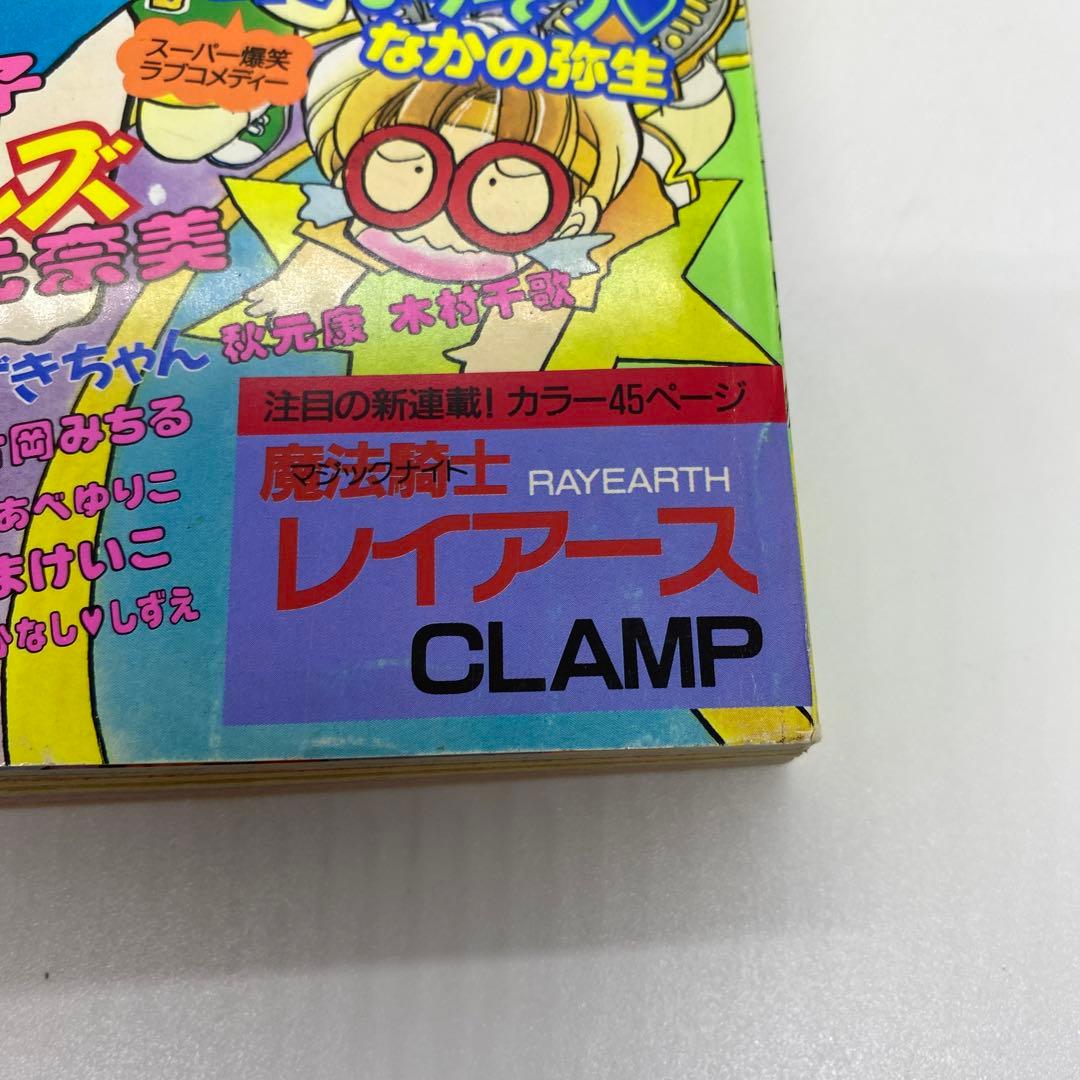 なかの弥生
スーパー爆笑
ラブコメディー
子
ルズ
元奈美
秋元康 木村千歌
ずきちゃん
片岡みちる
あべゆりこ
まけいこ
かなし♥しずえ
注目の新連載! カラー45ページ
マジックナイト
魔法騎士 RAYEARTH
レイアース
CLAMP